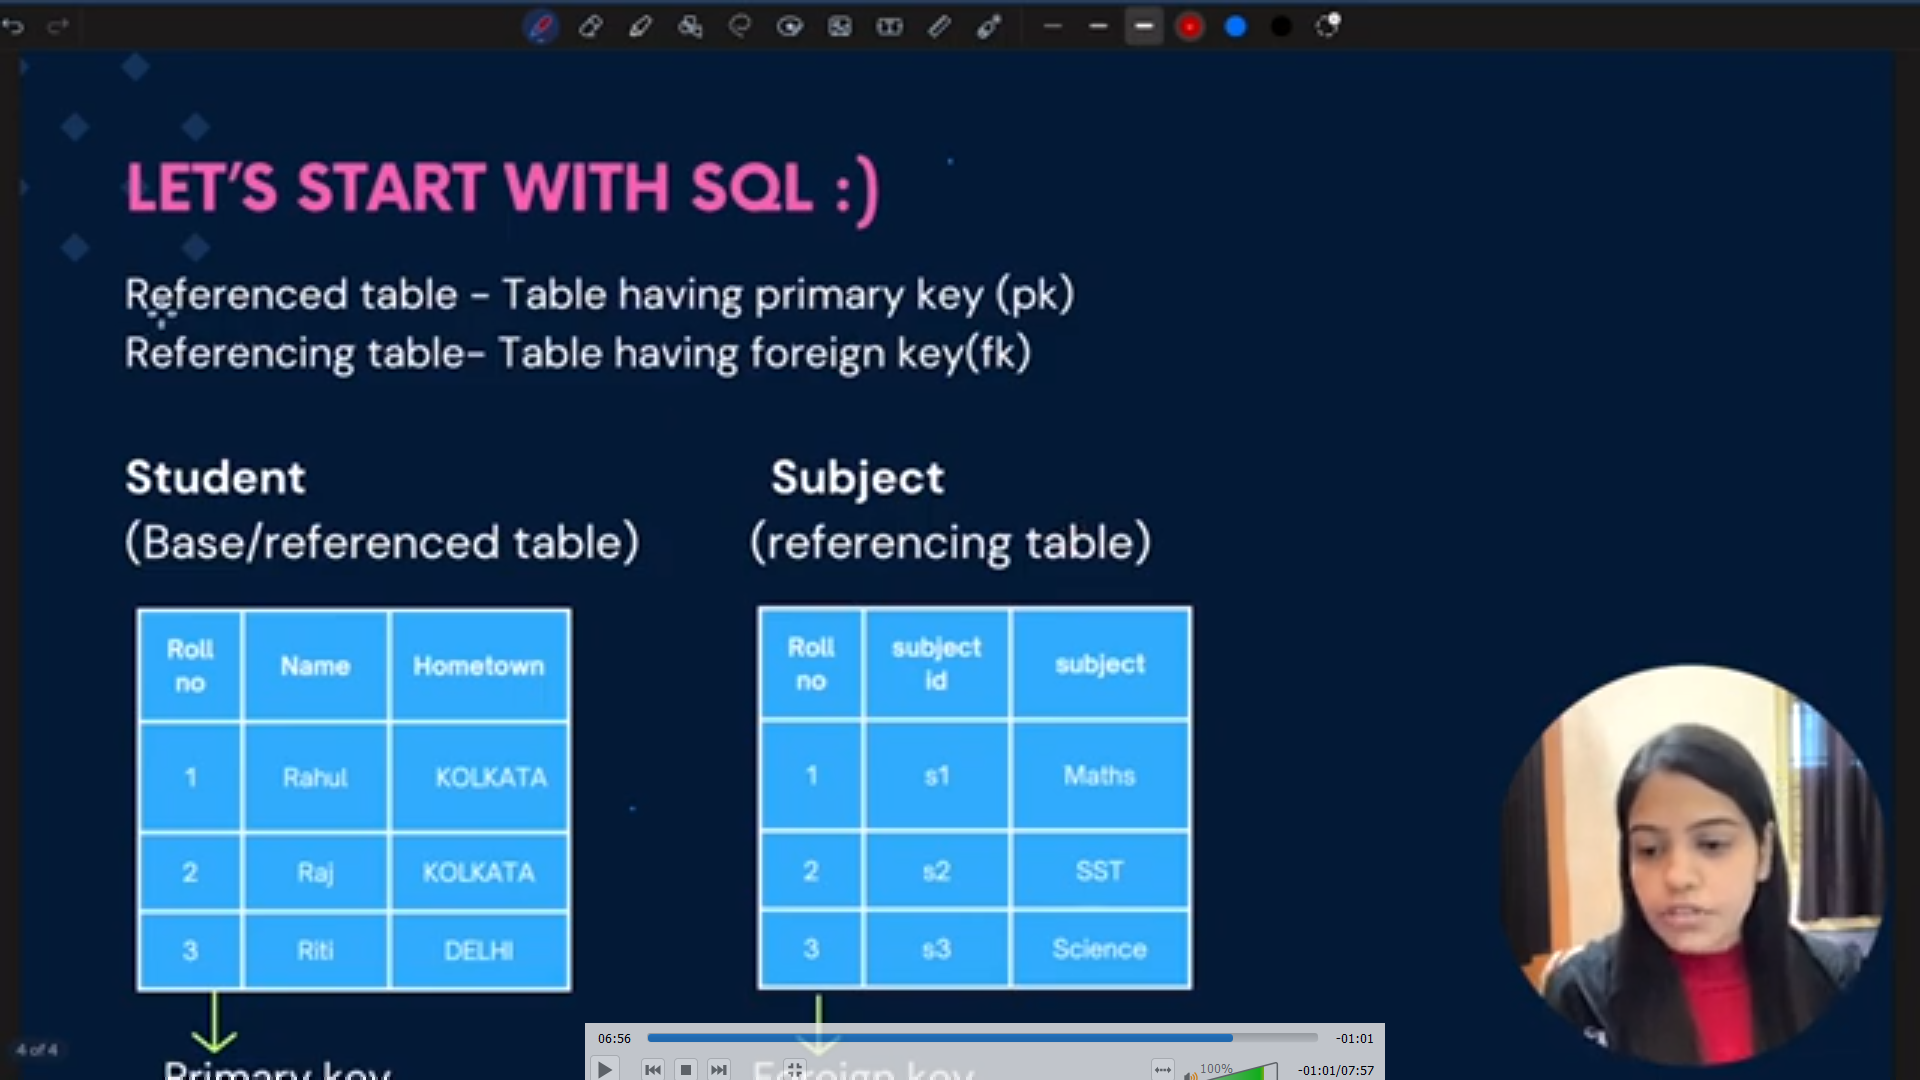 LET'S START WITH SQL :)
Referenced table - Table having primary key (pk)
Referencing table- Table having foreign key(fk)
Student
(Base/referenced table)
Roll no Name Hometown
1 Rahul KOLKATA
2 Raj KOLKATA
3 Riti DELHI
Primary key
Subject
(referencing table)
Roll no subject id subject
1 s1 Maths
2 s2 SST
3 s3 Science
Foreign key
4 of 4
06:56
-01:01
100%
-01:01/07:57